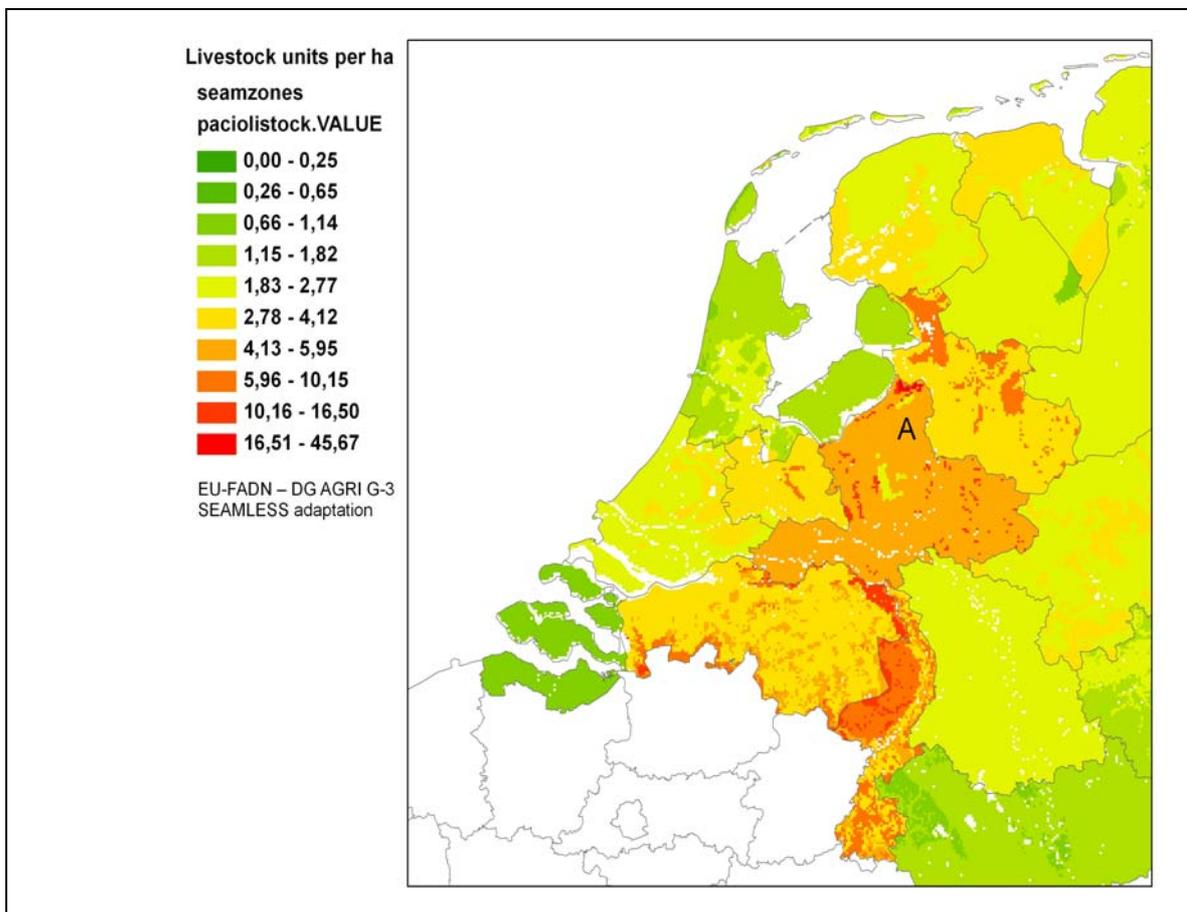 Livestock units per ha
seamzones
paciolistock.VALUE
0,00 - 0,25
0,26 - 0,65
0,66 - 1,14
1,15 - 1,82
1,83 - 2,77
2,78 - 4,12
4,13 - 5,95
5,96 - 10,15
10,16 - 16,50
16,51 - 45,67
EU-FADN – DG AGRI G-3
SEAMLESS adaptation
A